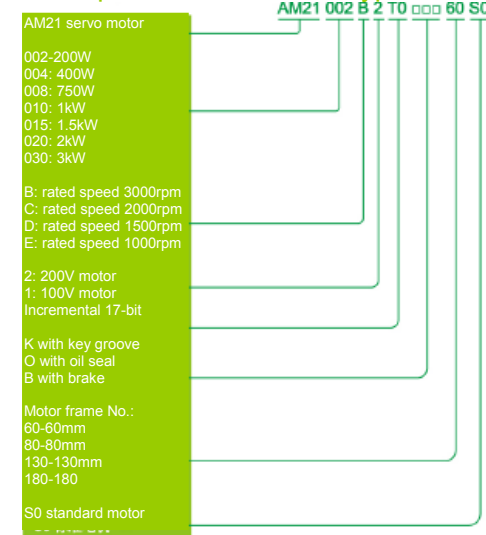 AM21 002 B 2 T0 □□□ 60 S0
AM21 servo motor
002-200W
004: 400W
008: 750W
010: 1kW
015: 1.5kW
020: 2kW
030: 3kW
B: rated speed 3000rpm
C: rated speed 2000rpm
D: rated speed 1500rpm
E: rated speed 1000rpm
2: 200V motor
1: 100V motor
Incremental 17-bit
K with key groove
O with oil seal
B with brake
Motor frame No.:
60-60mm
80-80mm
130-130mm
180-180
S0 standard motor